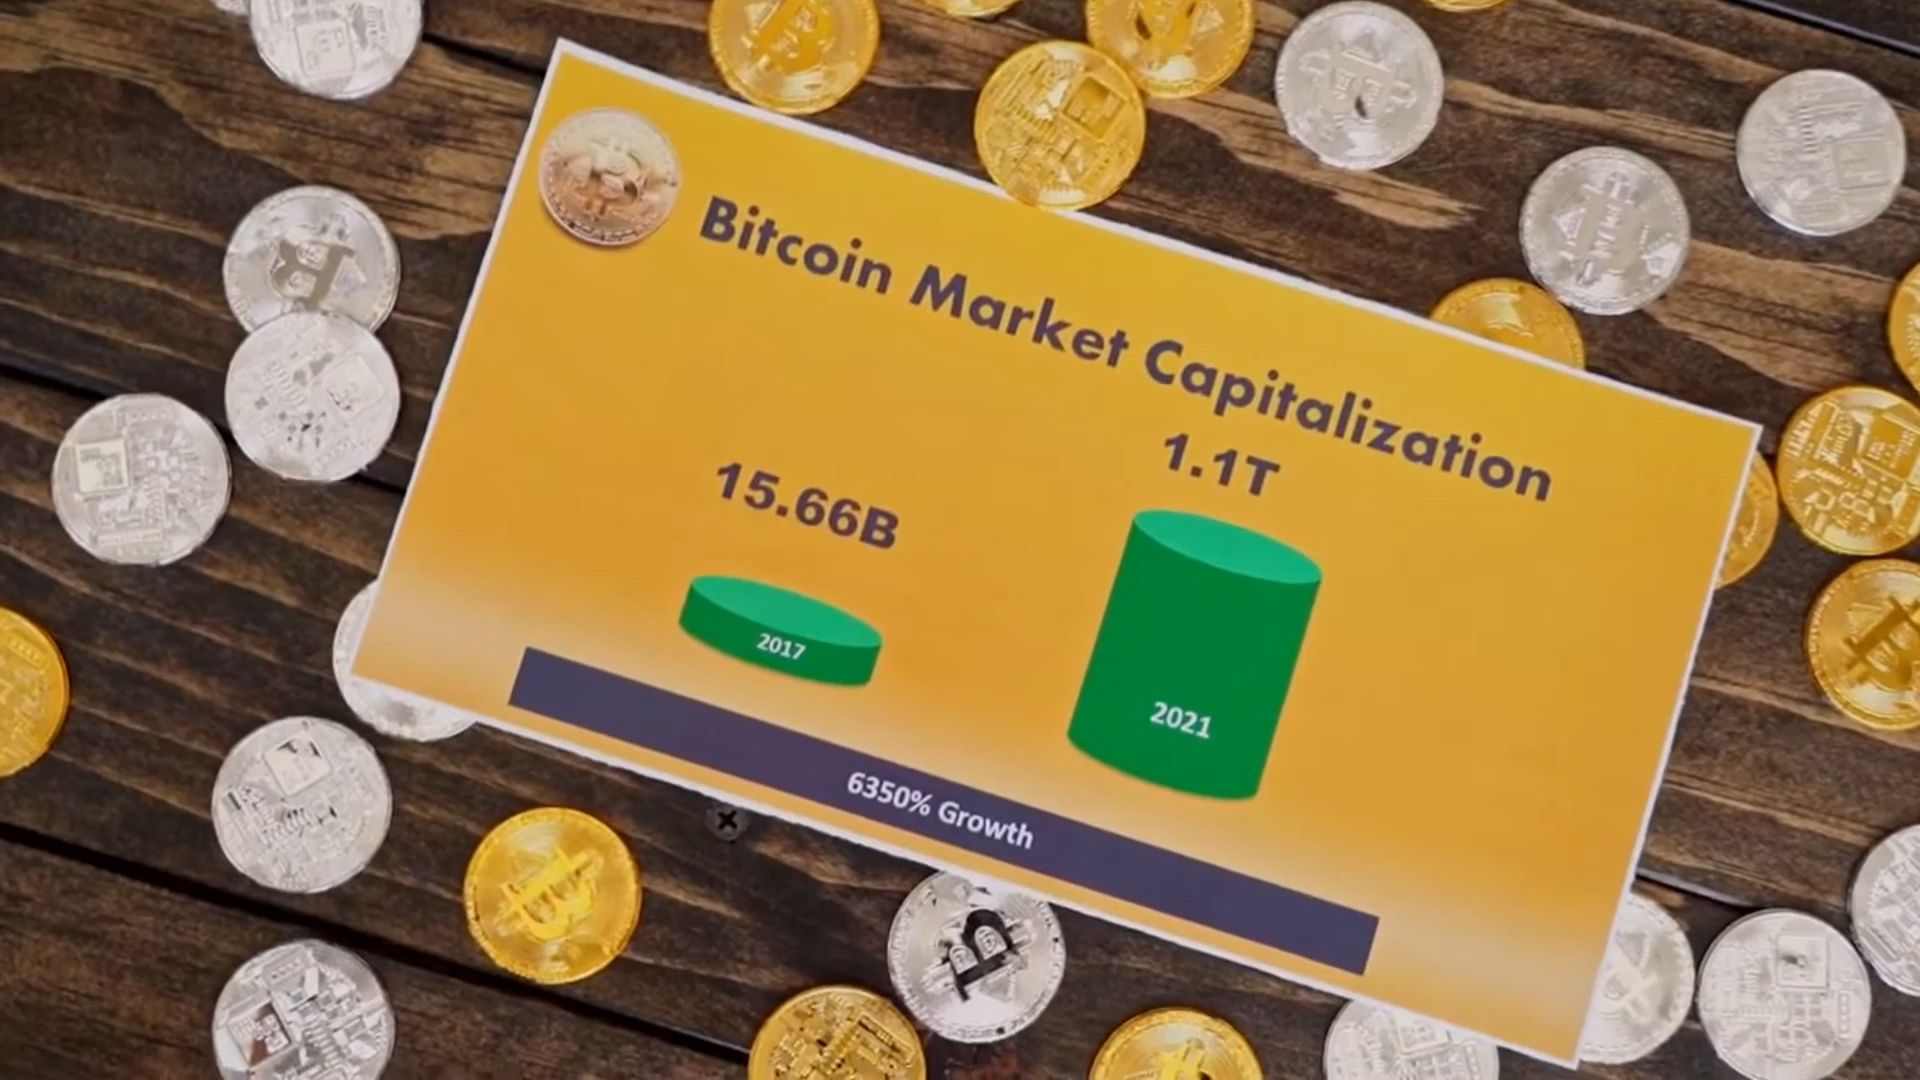 Bitcoin Market Capitalization
15.66B
1.1T
2017
2021
6350% Growth